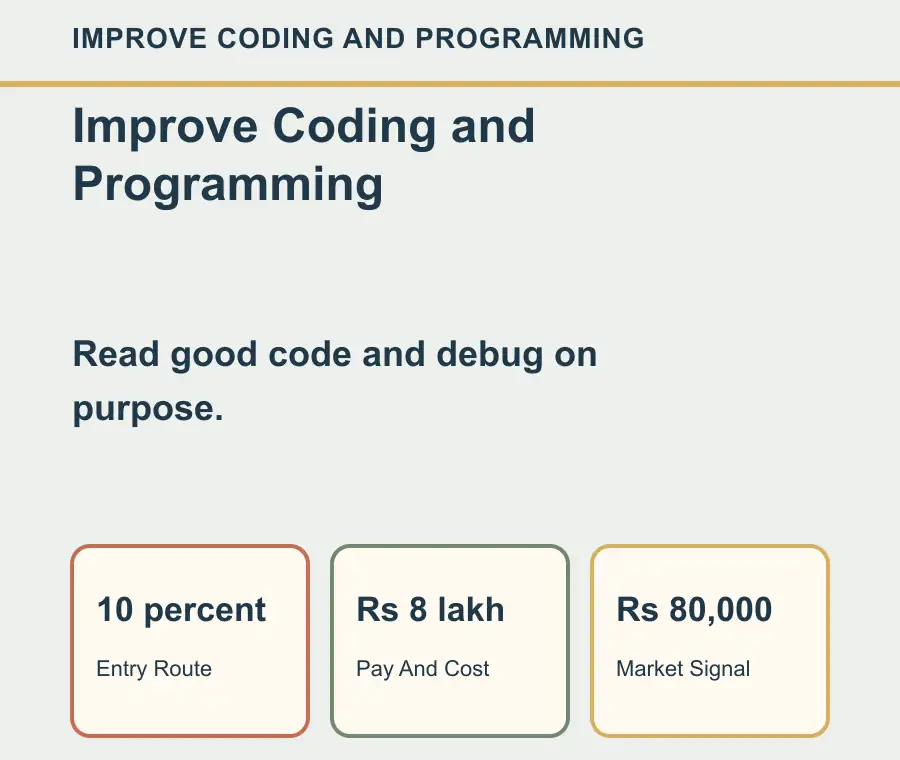 IMPROVE CODING AND PROGRAMMING
Improve Coding and
Programming
Read good code and debug on
purpose.
10 percent
Entry Route
Rs 8 lakh
Pay And Cost
Rs 80,000
Market Signal